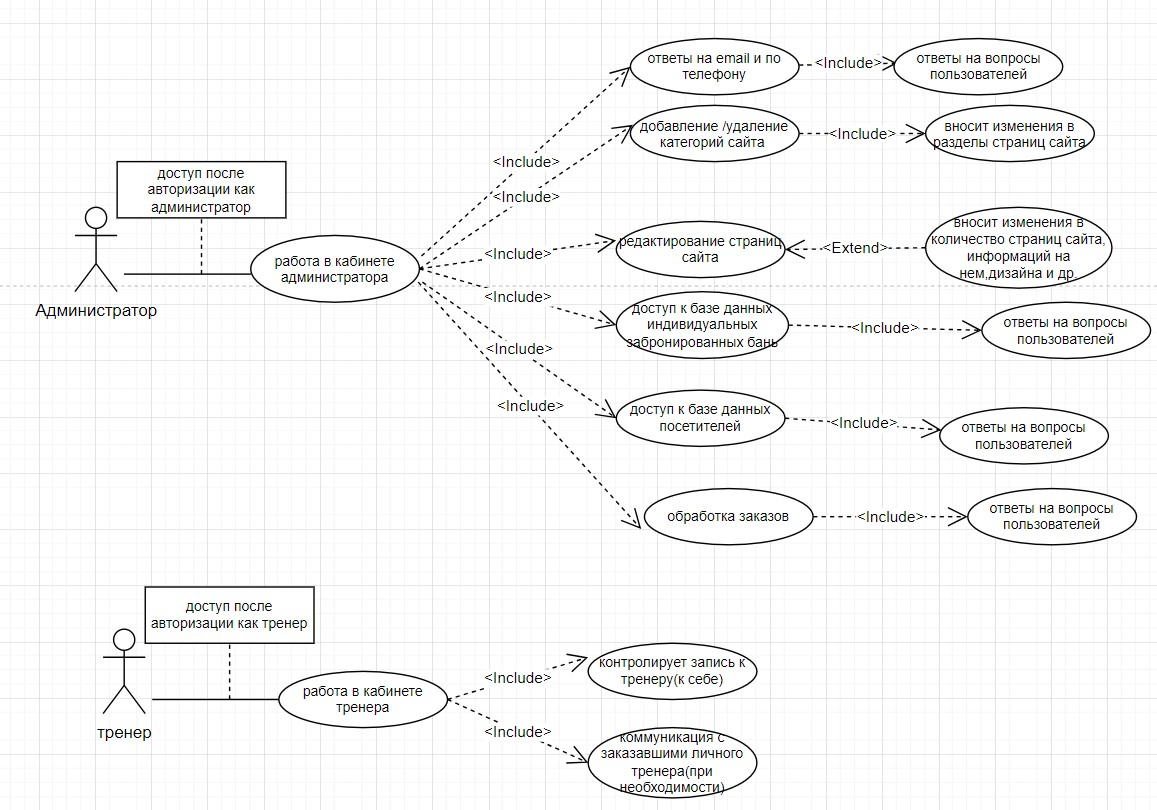 ответы на email и по
телефону
<Include>
ответы на вопросы
пользователей
добавление /удаление
категорий сайта
<Include>
вносит изменения в
разделы страниц сайта
<Include>
<Include>
доступ после
авторизации как
администратор
Администратор
работа в кабинете
администратора
<Include>
редактирование страниц
сайта
<Extend>
вносит изменения в
количество страниц сайта,
информаций на
нем,дизайна и др.
<Include>
доступ к базе данных
индивидуальных
забронированных бань
<Include>
ответы на вопросы
пользователей
<Include>
доступ к базе данных
посетителей
<Include>
ответы на вопросы
пользователей
<Include>
обработка заказов
<Include>
ответы на вопросы
пользователей
доступ после
авторизации как тренер
тренер
работа в кабинете
тренера
<Include>
контролирует запись к
тренеру(к себе)
<Include>
коммуникация с
заказавшими личного
тренера(при
необходимости)